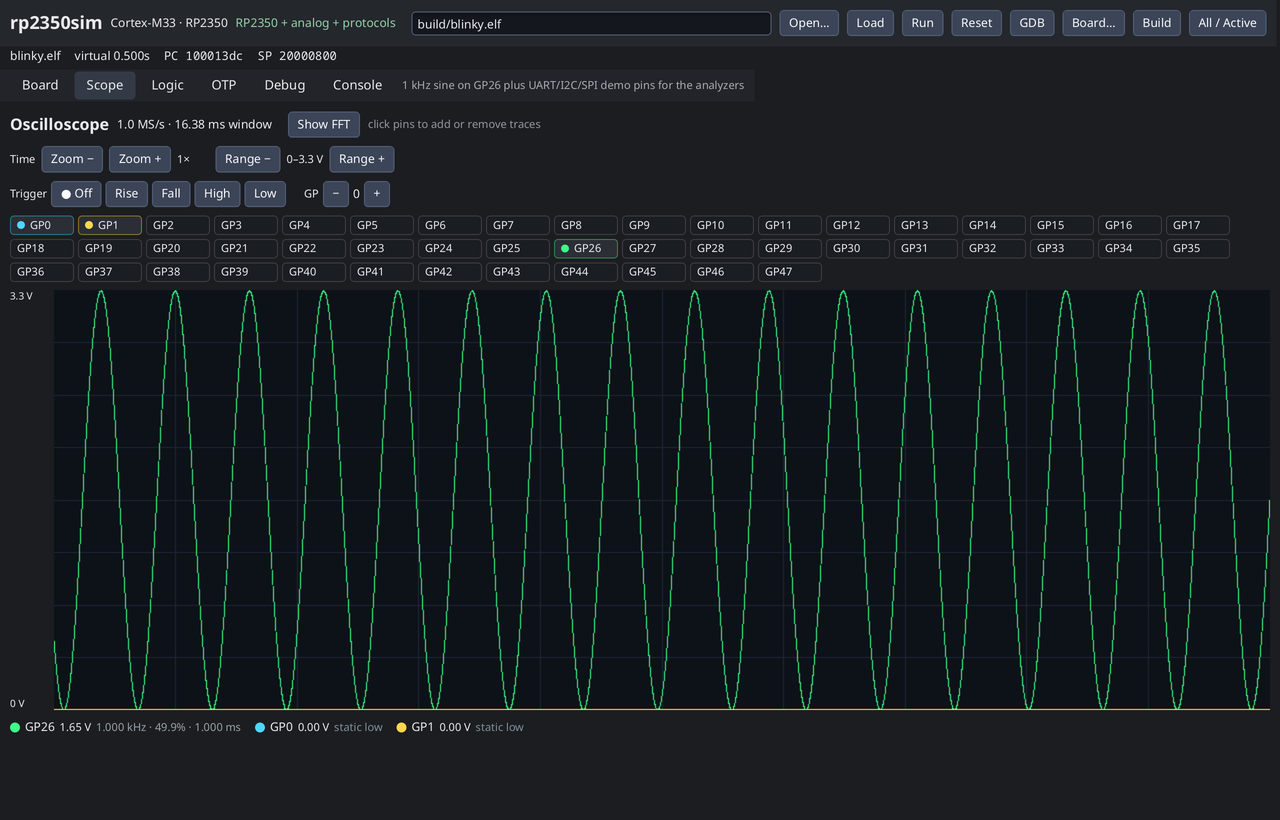 rp2350sim Cortex-M33 · RP2350 RP2350 + analog + protocols build/blinky.elf Open... Load Run Reset GDB Board... Build All / Active
blinky.elf virtual 0.500s PC 100013dc SP 20000800
Board Scope Logic OTP Debug Console 1 kHz sine on GP26 plus UART/I2C/SPI demo pins for the analyzers
Oscilloscope 1.0 MS/s · 16.38 ms window Show FFT click pins to add or remove traces
Time Zoom − Zoom + 1× Range − 0–3.3 V Range +
Trigger Off Rise Fall High Low GP − 0 +
GP0 GP1 GP2 GP3 GP4 GP5 GP6 GP7 GP8 GP9 GP10 GP11 GP12 GP13 GP14 GP15 GP16 GP17
GP18 GP19 GP20 GP21 GP22 GP23 GP24 GP25 GP26 GP27 GP28 GP29 GP30 GP31 GP32 GP33 GP34 GP35
GP36 GP37 GP38 GP39 GP40 GP41 GP42 GP43 GP44 GP45 GP46 GP47
3.3 V
0 V
GP26 1.65 V 1.000 kHz · 49.9% · 1.000 ms GP0 0.00 V static low GP1 0.00 V static low